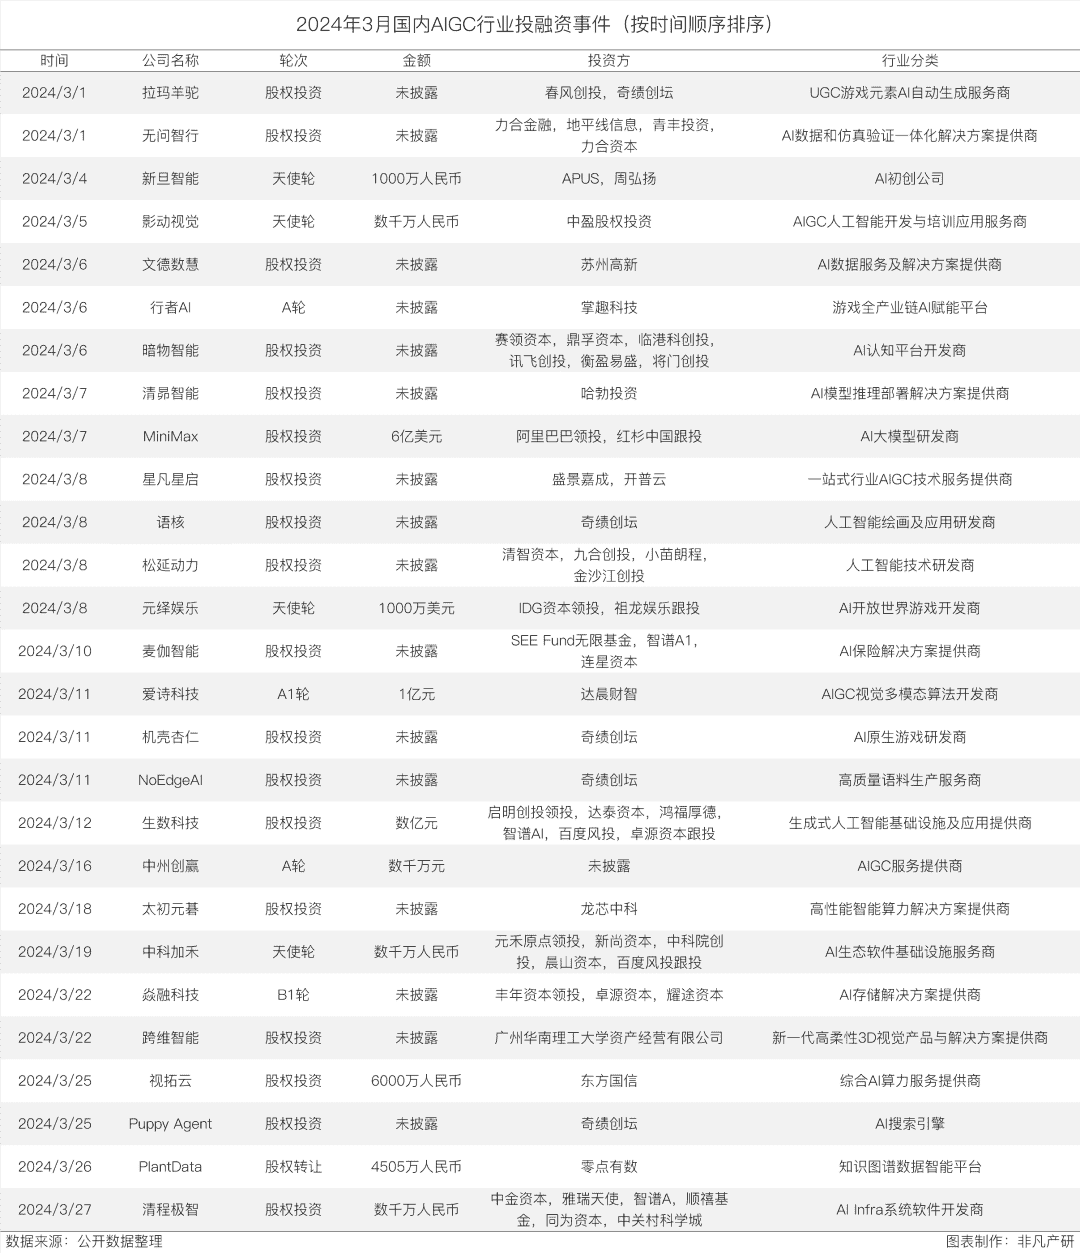 2024年3月国内AIGC行业投融资事件（按时间顺序排序）
时间 公司名称 轮次 金额 投资方 行业分类
2024/3/1 拉玛羊驼 股权投资 未披露 春风创投，奇绩创坛 UGC游戏元素AI自动生成服务商
2024/3/1 无问智行 股权投资 未披露 力合金融，地平线信息，青丰投资，
力合资本 AI数据和仿真验证一体化解决方案提供商
2024/3/4 新旦智能 天使轮 1000万人民币 APUS，周弘扬 AI初创公司
2024/3/5 影动视觉 天使轮 数千万人民币 中盈股权投资 AIGC人工智能开发与培训应用服务商
2024/3/6 文德数慧 股权投资 未披露 苏州高新 AI数据服务及解决方案提供商
2024/3/6 行者AI A轮 未披露 掌趣科技 游戏全产业链AI赋能平台
2024/3/6 暗物智能 股权投资 未披露 赛领资本，鼎孚资本，临港科创投，
讯飞创投，衡盈易盛，将门创投 AI认知平台开发商
2024/3/7 清昴智能 股权投资 未披露 哈勃投资 AI模型推理部署解决方案提供商
2024/3/7 MiniMax 股权投资 6亿美元 阿里巴巴领投，红杉中国跟投 AI大模型研发商
2024/3/8 星凡星启 股权投资 未披露 盛景嘉成，开普云 一站式行业AIGC技术服务提供商
2024/3/8 语核 股权投资 未披露 奇绩创坛 人工智能绘画及应用研发商
2024/3/8 松延动力 股权投资 未披露 清智资本，九合创投，小苗朗程，
金沙江创投 人工智能技术研发商
2024/3/8 元绎娱乐 天使轮 1000万美元 IDG资本领投，祖龙娱乐跟投 AI开放世界游戏开发商
2024/3/10 麦伽智能 股权投资 未披露 SEE Fund无限基金，智谱A1，
连星资本 AI保险解决方案提供商
2024/3/11 爱诗科技 A1轮 1亿元 达晨财智 AIGC视觉多模态算法开发商
2024/3/11 机壳杏仁 股权投资 未披露 奇绩创坛 AI原生游戏研发商
2024/3/11 NoEdgeAI 股权投资 未披露 奇绩创坛 高质量语料生产服务商
2024/3/12 生数科技 股权投资 数亿元 启明创投领投，达泰资本，鸿福厚德，
智谱AI，百度风投，卓源资本跟投 生成式人工智能基础设施及应用提供商
2024/3/16 中州创赢 A轮 数千万元 未披露 AIGC服务提供商
2024/3/18 太初元碁 股权投资 未披露 龙芯中科 高性能智能算力解决方案提供商
2024/3/19 中科加禾 天使轮 数千万人民币 元禾原点领投，新尚资本，中科院创
投，晨山资本，百度风投跟投 AI生态软件基础设施服务商
2024/3/22 焱融科技 B1轮 未披露 丰年资本领投，卓源资本，耀途资本 AI存储解决方案提供商
2024/3/22 跨维智能 股权投资 未披露 广州华南理工大学资产经营有限公司 新一代高柔性3D视觉产品与解决方案提供商
2024/3/25 视拓云 股权投资 6000万人民币 东方国信 综合AI算力服务提供商
2024/3/25 Puppy Agent 股权投资 未披露 奇绩创坛 AI搜索引擎
2024/3/26 PlantData 股权转让 4505万人民币 零点有数 知识图谱数据智能平台
2024/3/27 清程极智 股权投资 数千万人民币 中金资本，雅瑞天使，智谱A，顺禧基
金，同为资本，中关村科学城 AI Infra系统软件开发商
数据来源：公开数据整理 图表制作：非凡产研